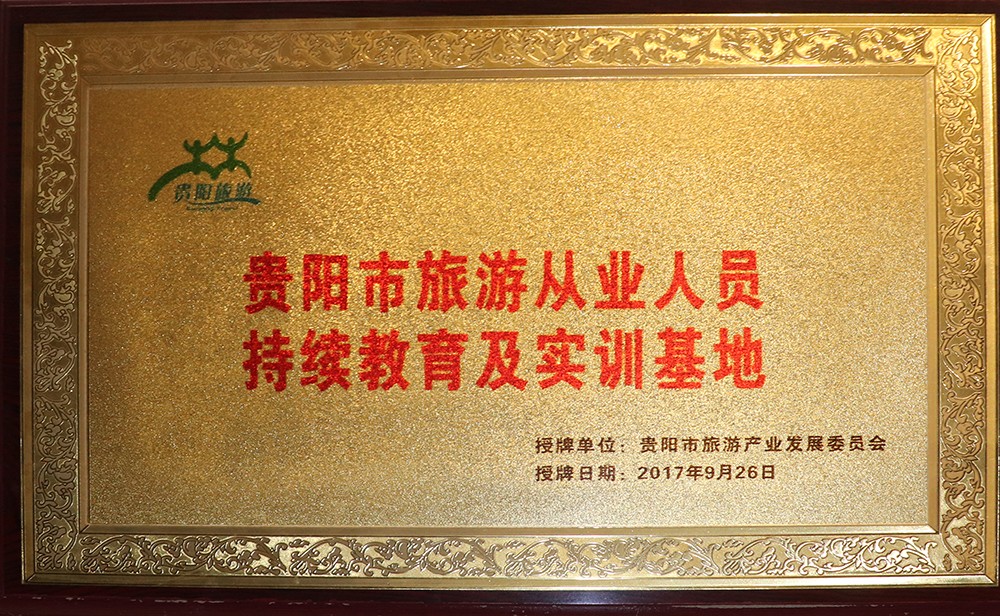 贵阳旅游
贵阳市旅游从业人员
持续教育及实训基地
授牌单位：贵阳市旅游产业发展委员会
授牌日期：2017年9月26日